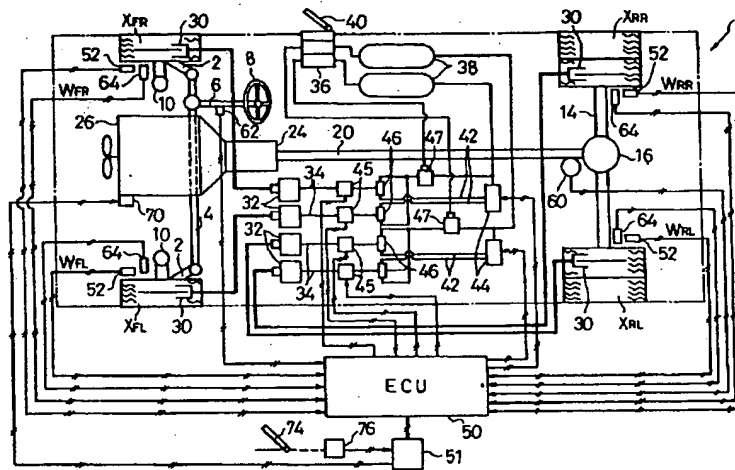 XFR 30 40 30 XRR
52 2 38 52
64 6 8 36 WRR
WFR 10 62 14 64
26 24 20 47 16
46 42 60
45
32 34 47
70 4 64
WFL 64 10 32 46 52 WRL
52 2 34 45 42 44
XFL 30 30 XRL
ECU
74 76 50
51